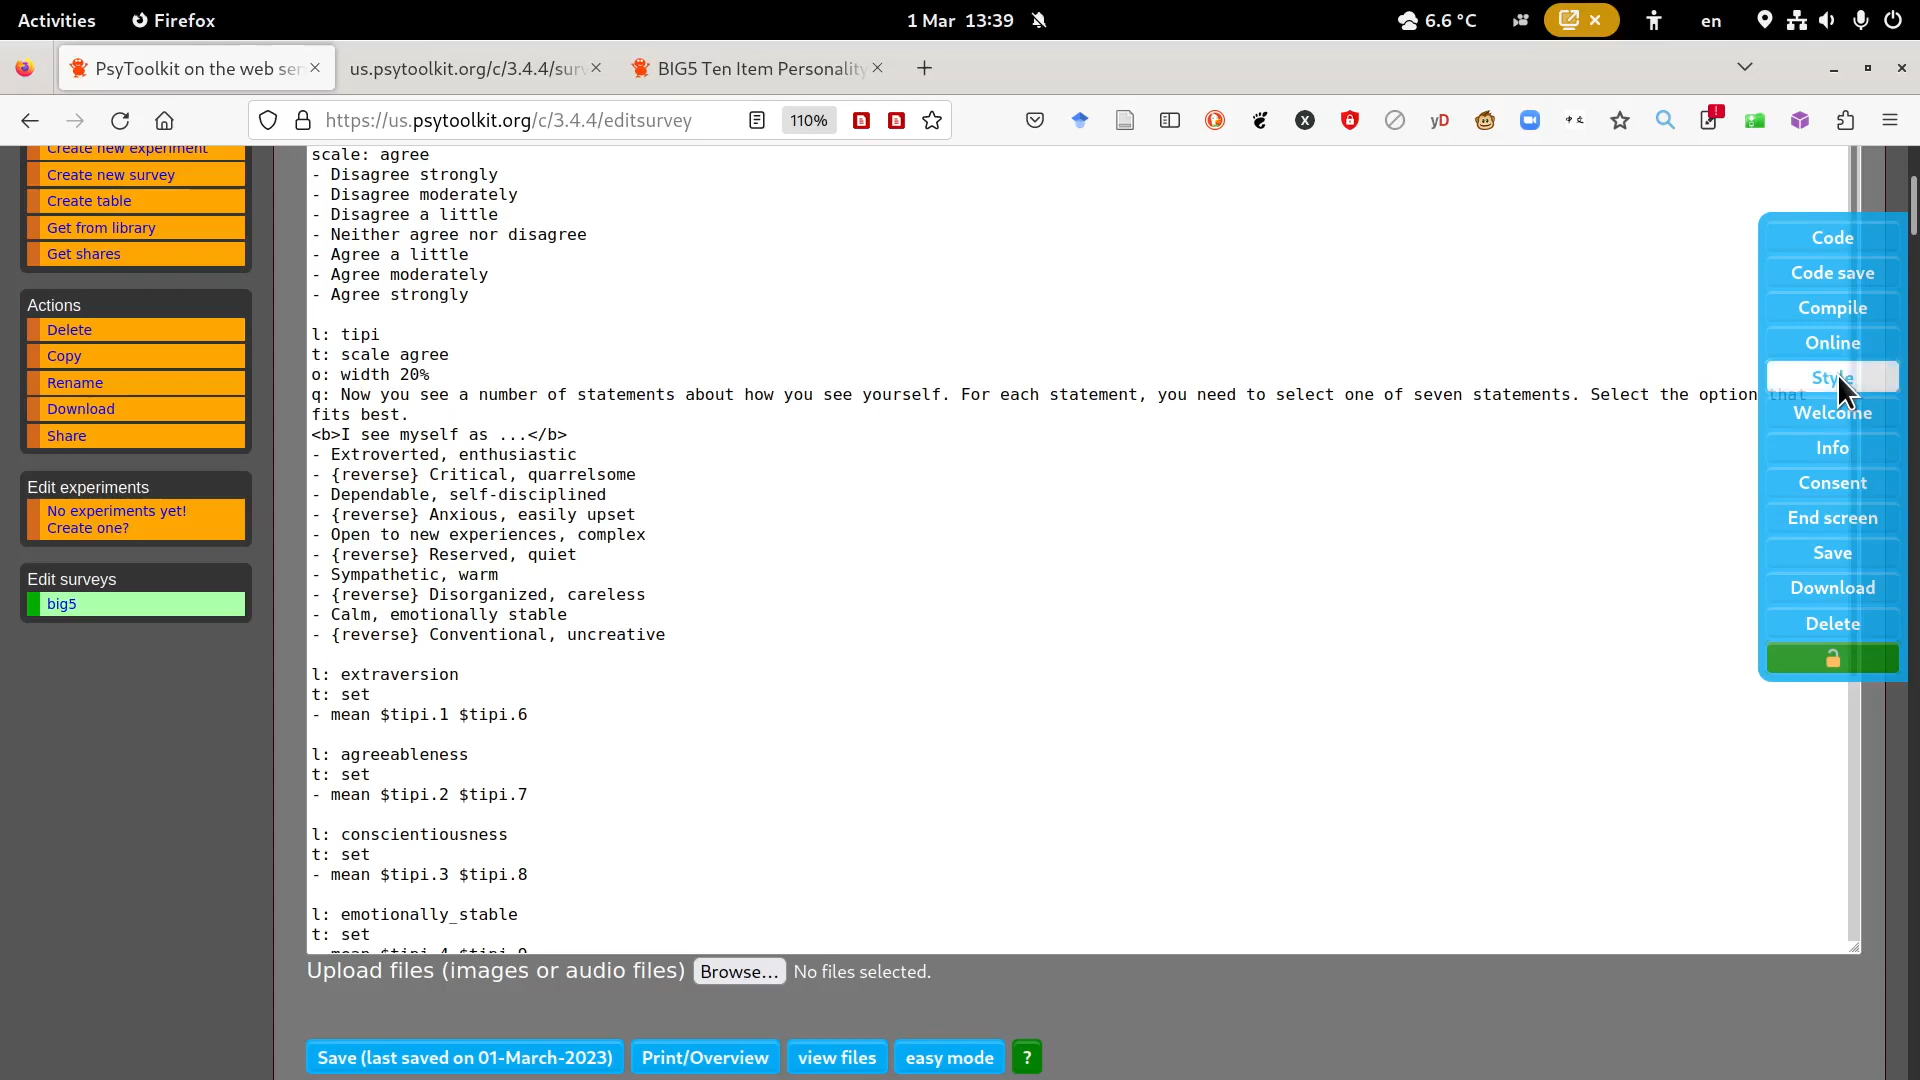 Activities
Firefox
1 Mar 13:39
6.6 °C
en
PsyToolkit on the web ser
us.psytoolkit.org/c/3.4.4/surv
BIG5 Ten Item Personality
https://us.psytoolkit.org/c/3.4.4/editsurvey
110%
yD
Create new experiment
Create new survey
Create table
Get from library
Get shares
Actions
Delete
Copy
Rename
Download
Share
Edit experiments
No experiments yet!
Create one?
Edit surveys
big5
scale: agree
- Disagree strongly
- Disagree moderately
- Disagree a little
- Neither agree nor disagree
- Agree a little
- Agree moderately
- Agree strongly
l: tipi
t: scale agree
o: width 20%
q: Now you see a number of statements about how you see yourself. For each statement, you need to select one of seven statements. Select the option that
fits best.
<b>I see myself as ...</b>
- Extroverted, enthusiastic
- {reverse} Critical, quarrelsome
- Dependable, self-disciplined
- {reverse} Anxious, easily upset
- Open to new experiences, complex
- {reverse} Reserved, quiet
- Sympathetic, warm
- {reverse} Disorganized, careless
- Calm, emotionally stable
- {reverse} Conventional, uncreative
l: extraversion
t: set
- mean $tipi.1 $tipi.6
l: agreeableness
t: set
- mean $tipi.2 $tipi.7
l: conscientiousness
t: set
- mean $tipi.3 $tipi.8
l: emotionally_stable
t: set
- mean $tipi.4 $tipi.9
Code
Code save
Compile
Online
Style
Welcome
Info
Consent
End screen
Save
Download
Delete
Upload files (images or audio files) Browse... No files selected.
Save (last saved on 01-March-2023)
Print/Overview
view files
easy mode
?